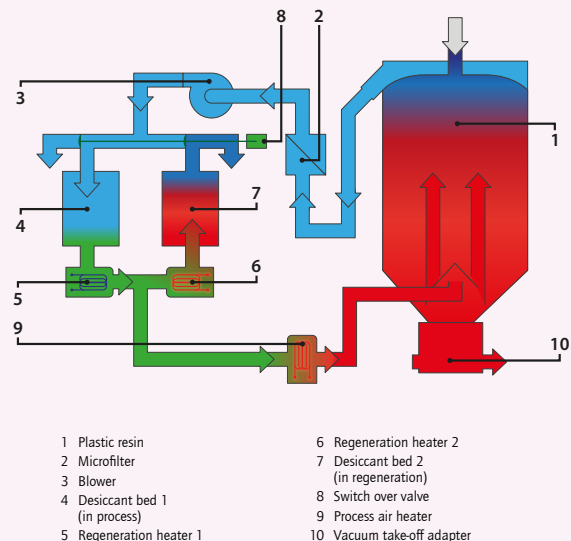 8
2
3
1
4
7
5
6
9
10
1 Plastic resin
2 Microfilter
3 Blower
4 Desiccant bed 1
(in process)
5 Regeneration heater 1
6 Regeneration heater 2
7 Desiccant bed 2
(in regeneration)
8 Switch over valve
9 Process air heater
10 Vacuum take-off adapter